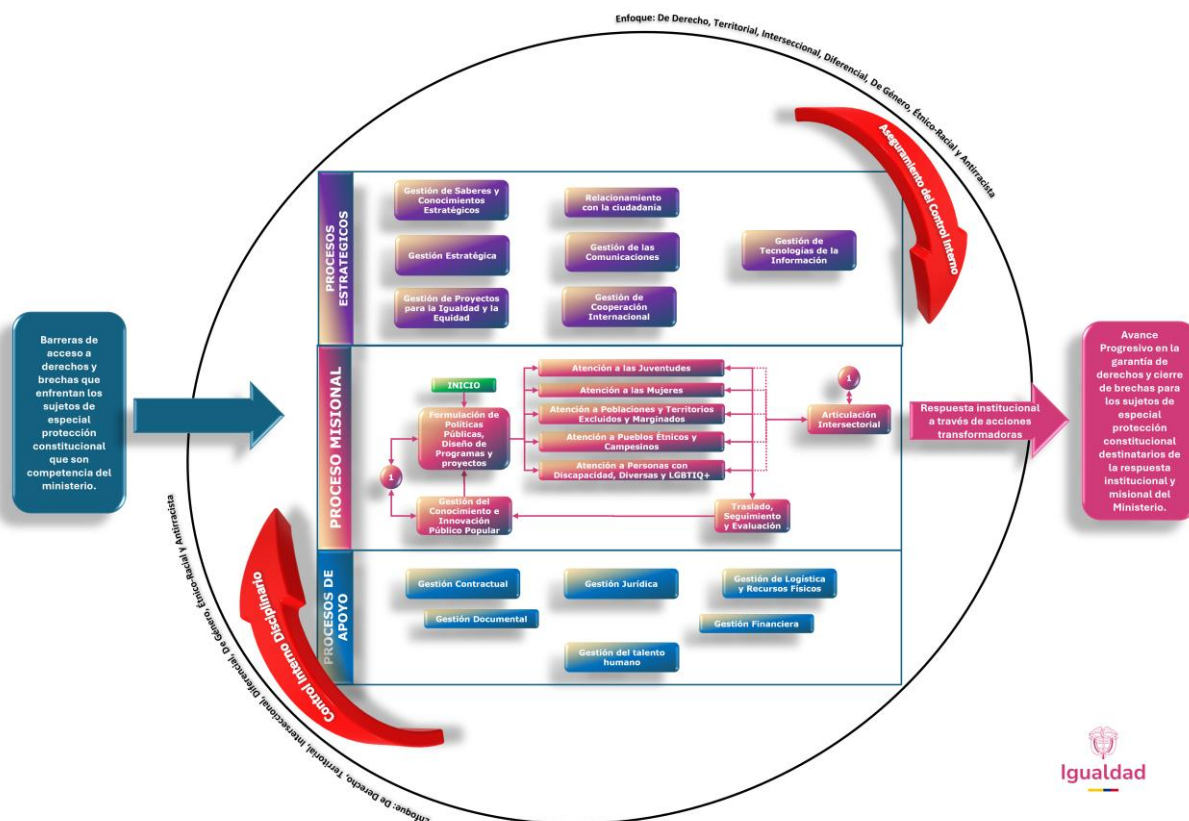 Enfoque: De Derecho, Territorial, Interseccional, Diferencial, De Género, Étnico-Racial y Antirracista
Aseguramiento del Control Interno
PROCESOS
ESTRATEGICOS
Gestión de Saberes y
Conocimientos
Estratégicos
Relacionamiento
con la ciudadanía
Gestión Estratégica
Gestión de las
Comunicaciones
Gestión de
Tecnologías de la
Información
Gestión de Proyectos
para la Igualdad y la
Equidad
Gestión de
Cooperación
Internacional
Barreras de
acceso a
derechos y
brechas que
enfrentan los
sujetos de
especial
protección
constitucional
que son
competencia del
ministerio.
PROCESO MISIONAL
INICIO
Formulación de
Políticas
Públicas,
Diseño de
Programas y
proyectos
1
Gestión del
Conocimiento e
Innovación
Público Popular
Atención a las Juventudes
Atención a las Mujeres
Atención a Poblaciones y Territorios
Excluidos y Marginados
Atención a Pueblos Étnicos y
Campesinos
Atención a Personas con
Discapacidad, Diversas y LGBTIQ+
Traslado,
Seguimiento
y Evaluación
1
Articulación
Intersectorial
Respuesta institucional
a través de acciones
transformadoras
Avance
Progresivo en la
garantía de
derechos y cierre
de brechas para
los sujetos de
especial
protección
constitucional
destinatarios de
la respuesta
institucional y
misional del
Ministerio.
PROCESOS DE
APOYO
Gestión Contractual
Gestión Jurídica
Gestión de Logística
y Recursos Físicos
Gestión Documental
Gestión Financiera
Gestión del talento
humano
Control Interno Disciplinario
De Derecho, Territorial, Interseccional, Diferencial, De Género, Étnico-Racial y Antirracista
Igualdad